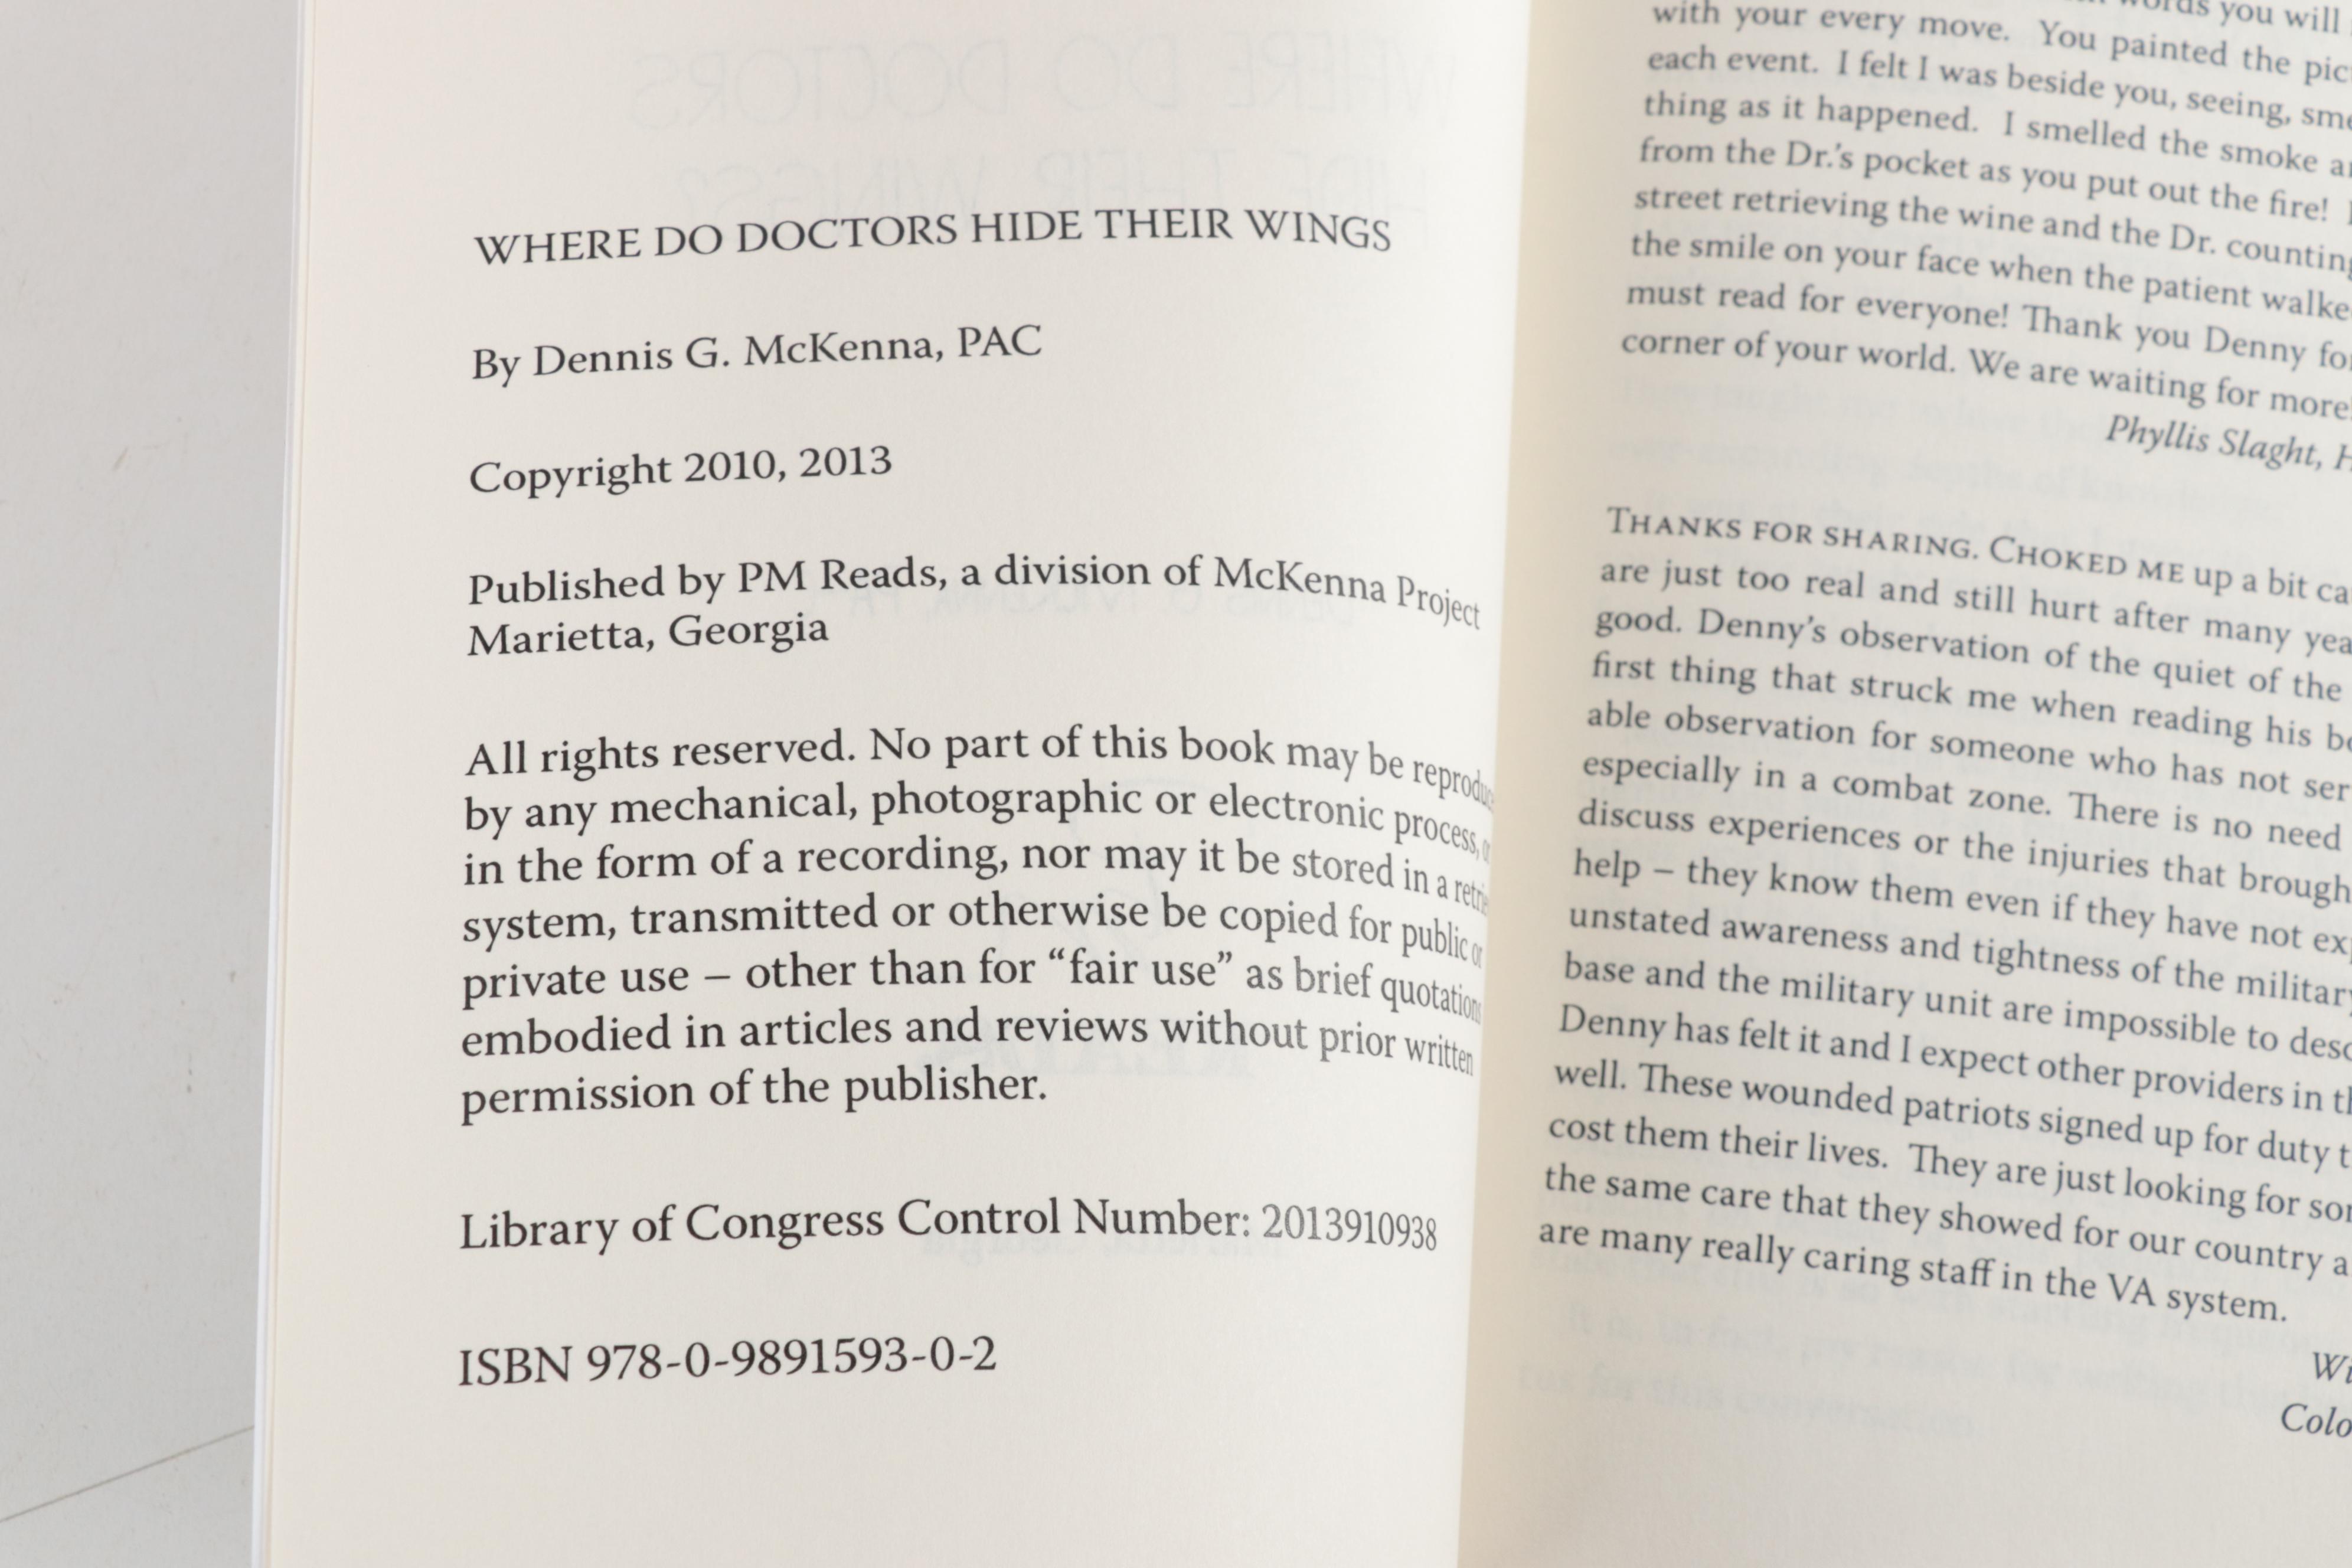 WHERE DO DOCTORS HIDE THEIR WINGS
By Dennis G. McKenna, PAC
Copyright 2010, 2013
Published by PM Reads, a division of McKenna Project
Marietta, Georgia
All rights reserved. No part of this book may be
by any mechanical, photographic or electronic process,
in the form of a recording, nor may it be stored in a
system, transmitted or otherwise be copied for public or
private use – other than for “fair use” as brief quotations
embodied in articles and reviews without prior written
permission of the publisher.
Library of Congress Control Number: 2013910938
ISBN 978-0-9891593-0-2
words you will
with your every move. You painted the
each event. I felt I was beside you, seeing,
thing as it happened. I smelled the smoke
from the Dr.’s pocket as you put out the fire!
street retrieving the wine and the Dr. counting
the smile on your face when the patient
must read for everyone! Thank you Denny
corner of your world. We are waiting for more
Phyllis Slaght,
THANKS FOR SHARING. CHOKED ME up a bit
are just too real and still hurt after many
good. Denny’s observation of the quiet of the
first thing that struck me when reading his
able observation for someone who has not
especially in a combat zone. There is no need
discuss experiences or the injuries that
help – they know them even if they have not
unstated awareness and tightness of the
base and the military unit are impossible to
Denny has felt it and I expect other providers in
well. These wounded patriots signed up for duty
cost them their lives. They are just looking for
the same care that they showed for our country
are many really caring staff in the VA system.